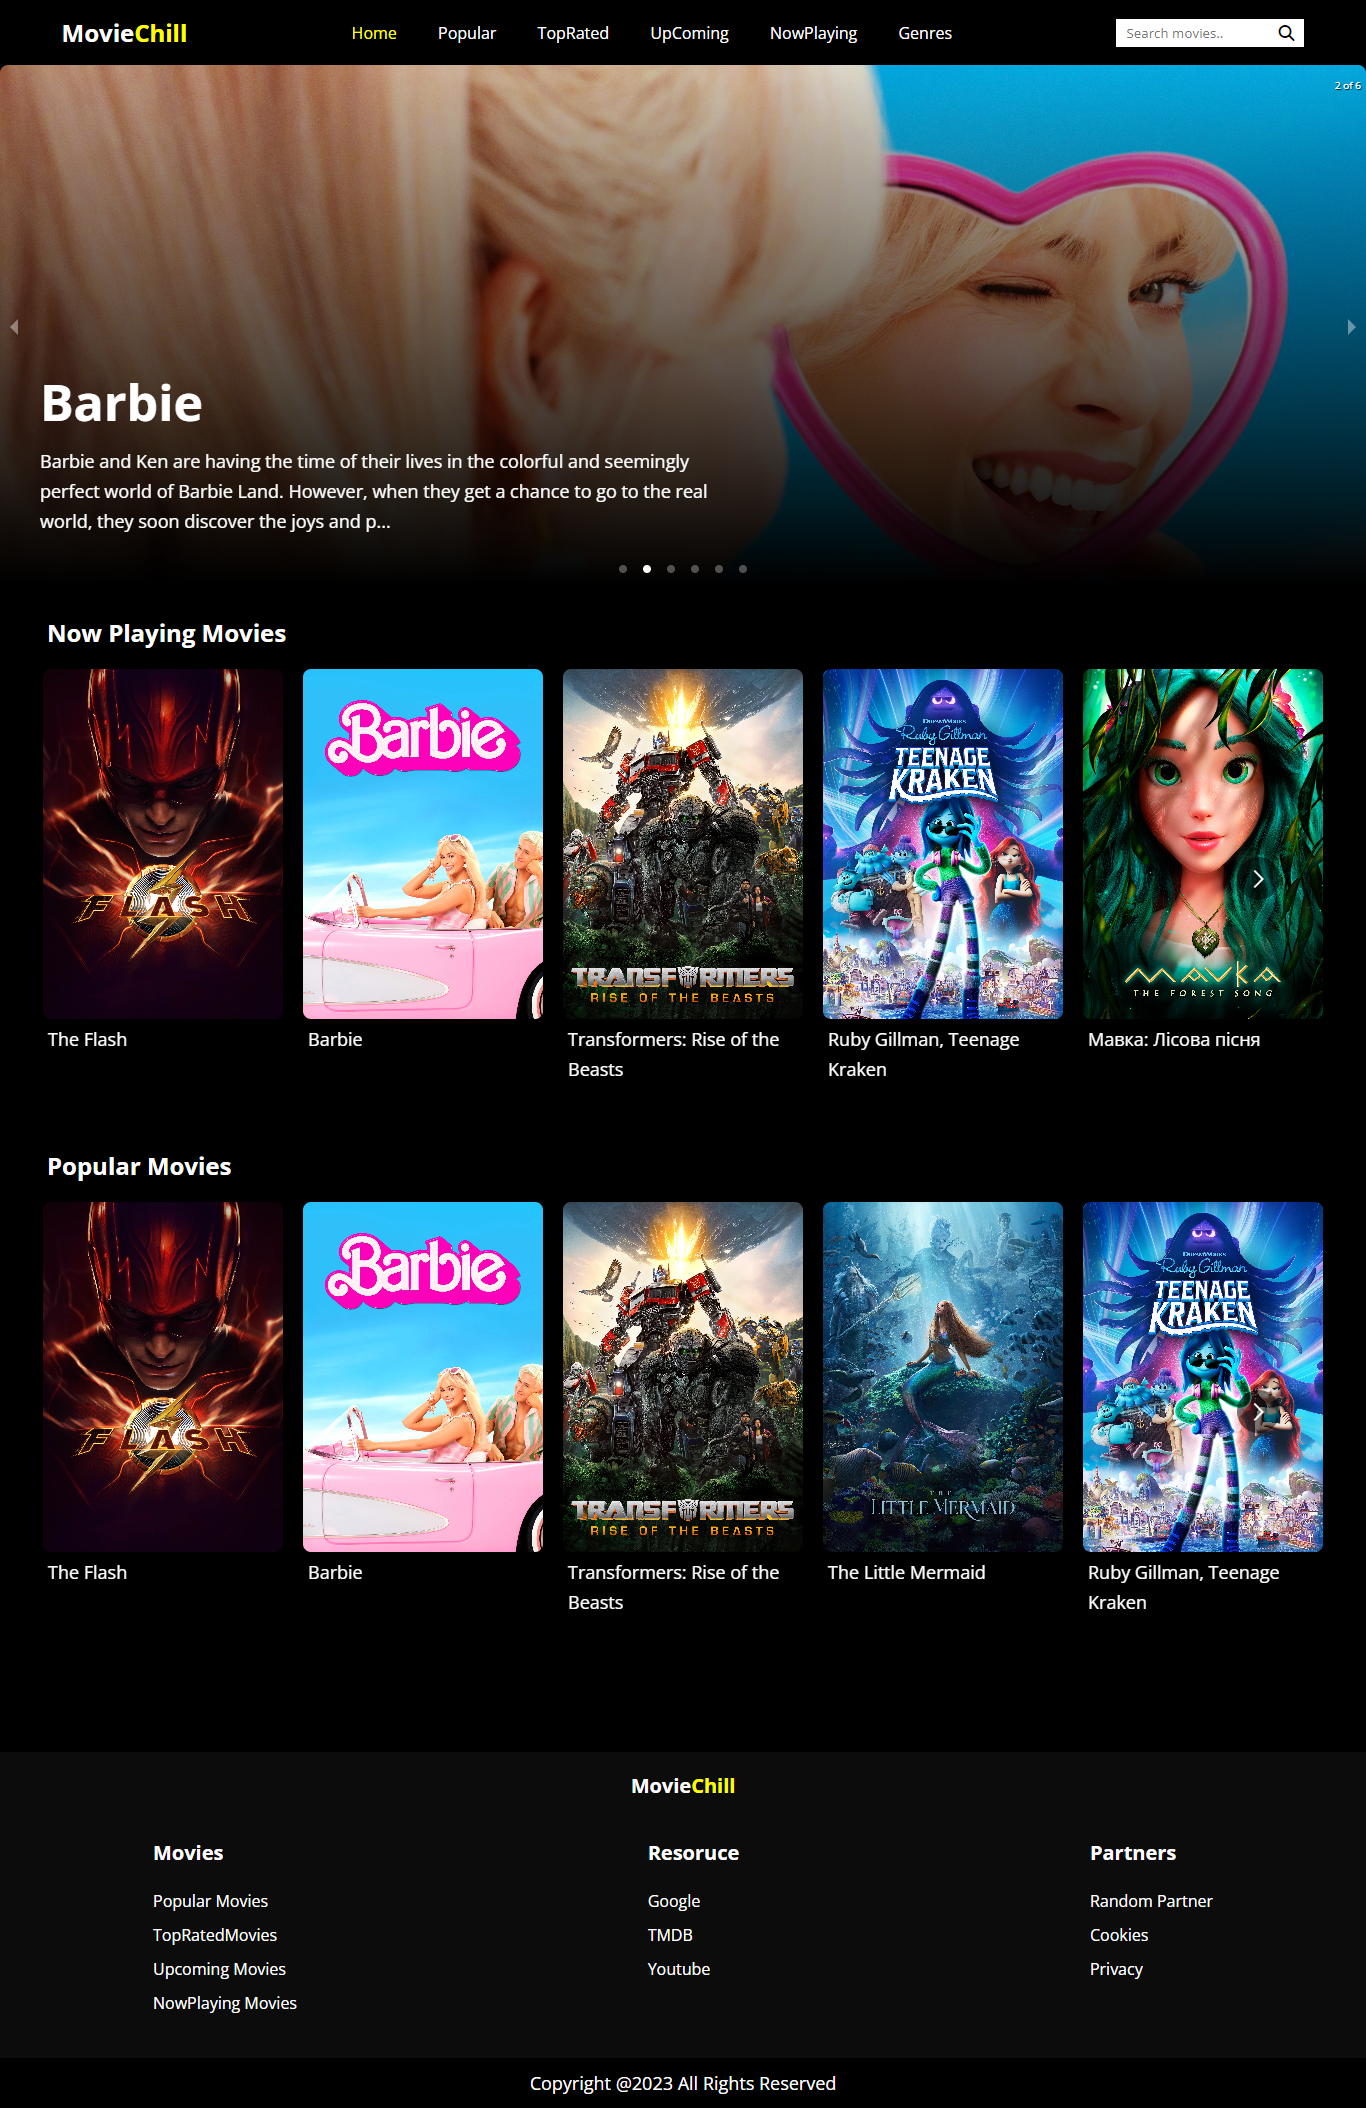 MovieChill
Home Popular TopRated UpComing NowPlaying Genres
Search movies..
2 of 6
Barbie
Barbie and Ken are having the time of their lives in the colorful and seemingly
perfect world of Barbie Land. However, when they get a chance to go to the real
world, they soon discover the joys and p...
Now Playing Movies
FLASH
Barbie
TRANSFORMERS
RISE OF THE BEASTS
DREAMWORKS
Ruby Gillman
TEENAGE
KRAKEN
MAVKA
THE FOREST SONG
The Flash
Barbie
Transformers: Rise of the
Beasts
Ruby Gillman, Teenage
Kraken
Мавка: Лісова пісня
Popular Movies
FLASH
Barbie
TRANSFORMERS
RISE OF THE BEASTS
THE
LITTLE MERMAID
DREAMWORKS
Ruby Gillman
TEENAGE
KRAKEN
The Flash
Barbie
Transformers: Rise of the
Beasts
The Little Mermaid
Ruby Gillman, Teenage
Kraken
MovieChill
Movies
Popular Movies
TopRatedMovies
Upcoming Movies
NowPlaying Movies
Resoruce
Google
TMDB
Youtube
Partners
Random Partner
Cookies
Privacy
Copyright @2023 All Rights Reserved